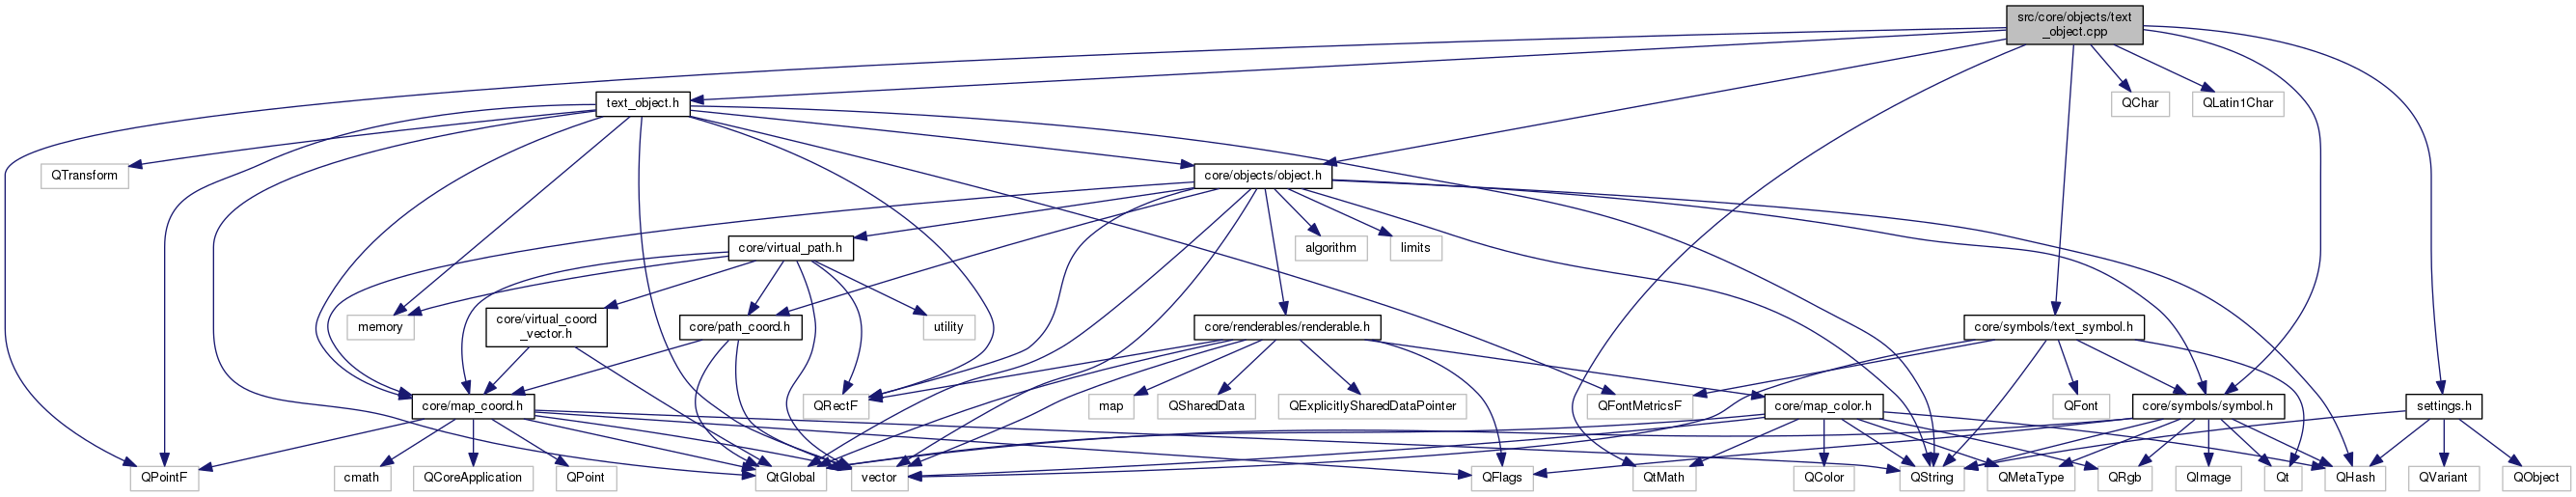 src/core/objects/text
_object.cpp
text_object.h
QChar
QLatin1Char
QTransform
core/objects/object.h
core/virtual_path.h
algorithm
limits
memory
core/virtual_coord
_vector.h
core/path_coord.h
utility
core/renderables/renderable.h
core/symbols/text_symbol.h
core/map_coord.h
QRectF
map
QSharedData
QExplicitlySharedDataPointer
QFontMetricsF
core/map_color.h
QFont
core/symbols/symbol.h
settings.h
QPointF
cmath
QCoreApplication
QPoint
QtGlobal
vector
QFlags
QtMath
QColor
QString
QMetaType
QRgb
QImage
Qt
QHash
QVariant
QObject